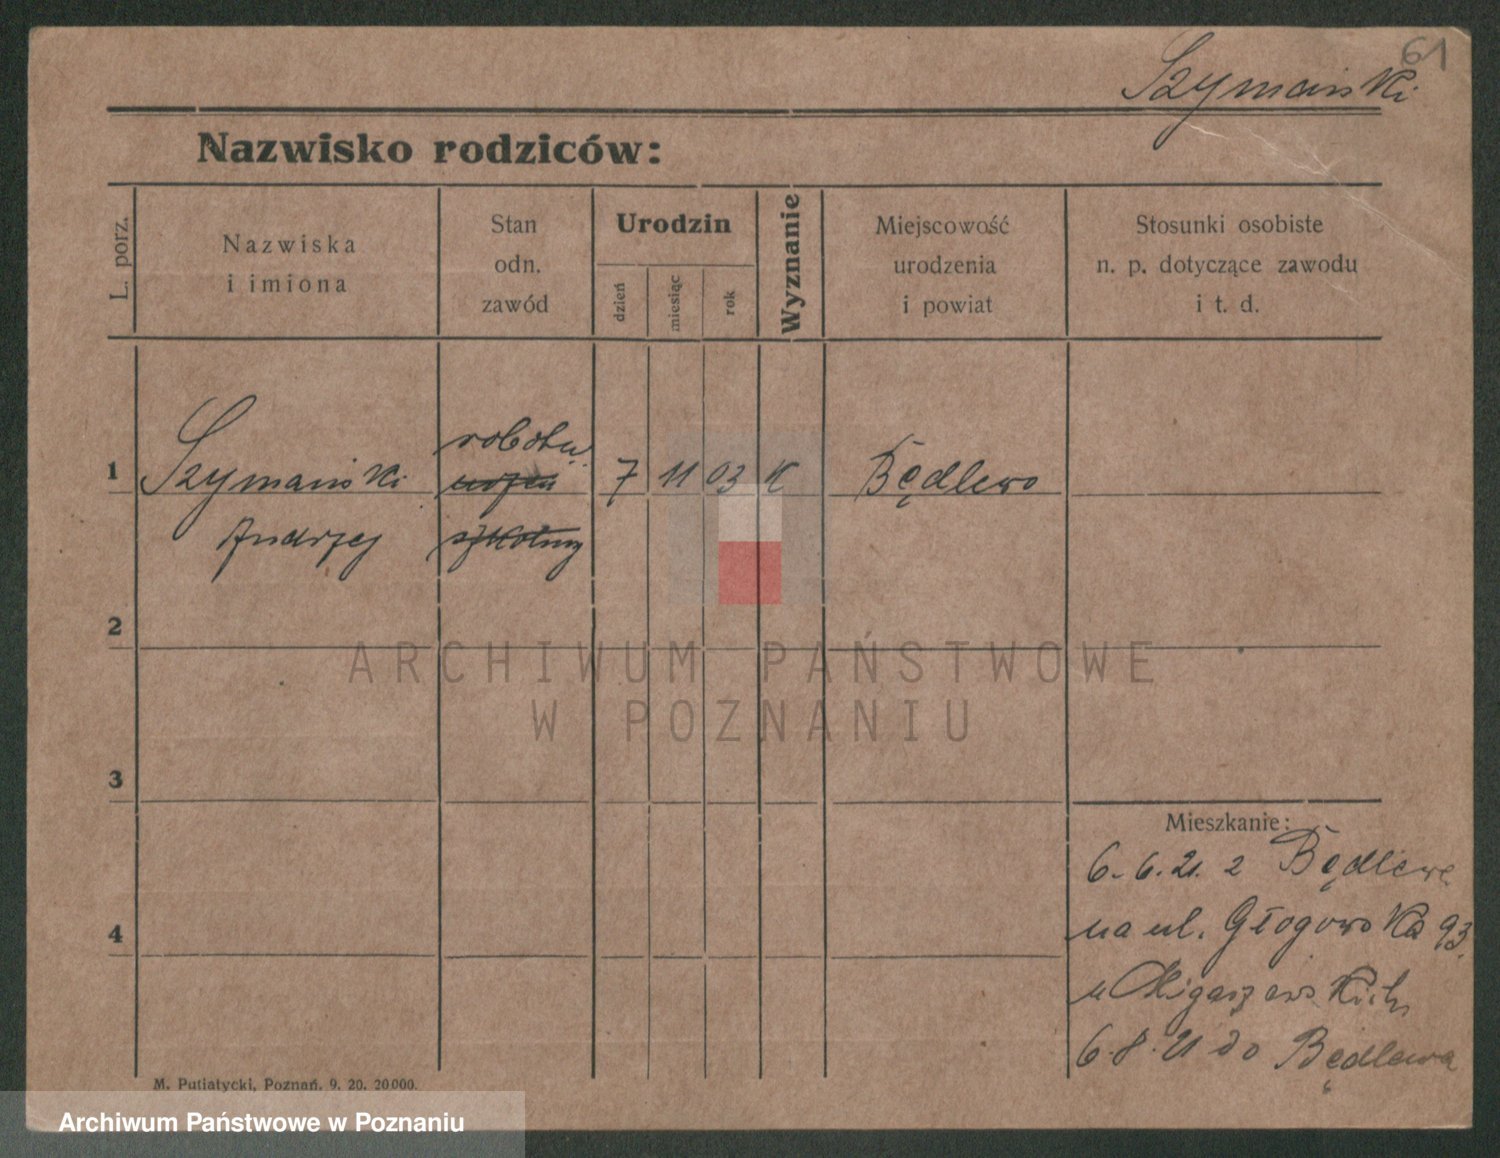 61
Szymański
Nazwisko rodziców:
L. porz.
Nazwiska
i imiona
Stan
odn.
zawód
Urodzin
dzień
miesiąc
rok
Wyznanie
Miejscowość
urodzenia
i powiat
Stosunki osobiste
n. p. dotyczące zawodu
i t. d.
robotn.
1 Szymański uczeń 7 11 03 K Będlewo
Andrzej szkolny
2
ARCHIWUM PAŃSTWOWE
W POZNANIU
3
Mieszkanie:
6. 6. 21. z Będlewa
4
na ul. Głogowska 93.
u
6. 8. 21 do Będlewa
M. Putiatycki, Poznań. 9. 20. 20000.
Archiwum Państwowe w Poznaniu